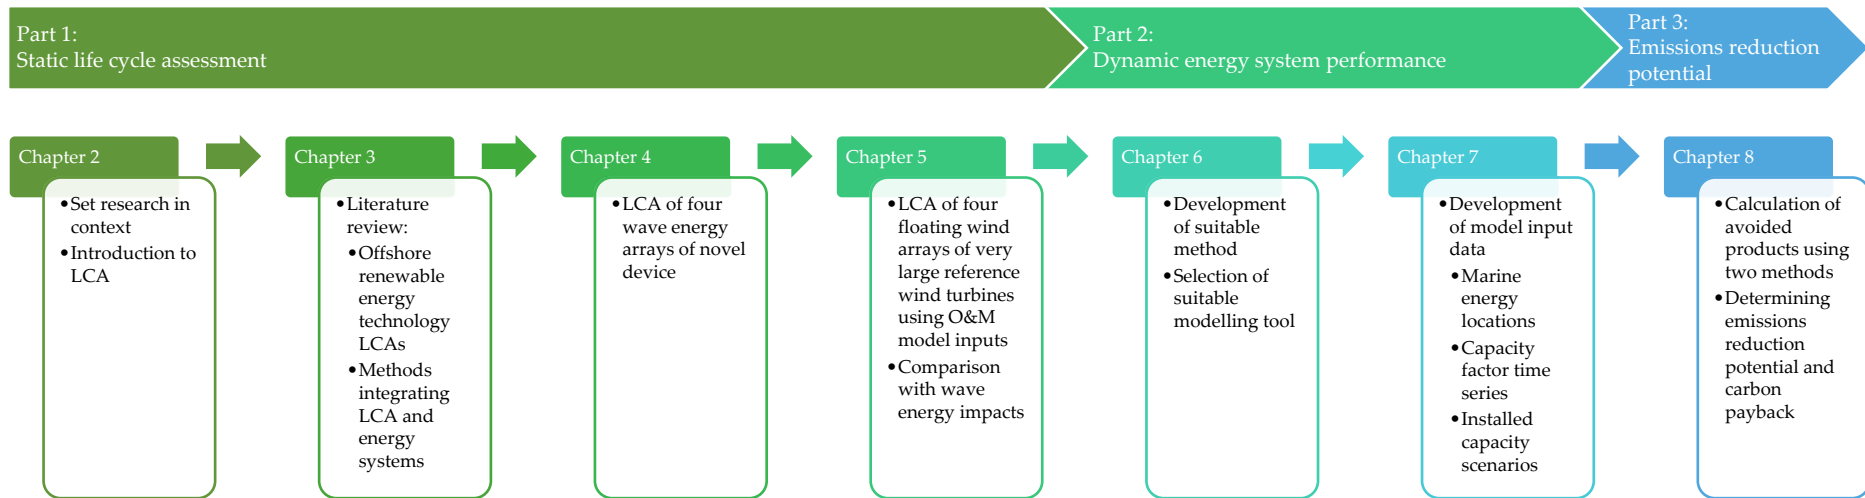 Part 1:
Static life cycle assessment
Part 2:
Dynamic energy system performance
Part 3:
Emissions reduction
potential
Chapter 2
•Set research in
context
•Introduction to
LCA
Chapter 3
•Literature
review:
•Offshore
renewable
energy
technology
LCAs
•Methods
integrating
LCA and
energy
systems
Chapter 4
•LCA of four
wave energy
arrays of novel
device
Chapter 5
•LCA of four
floating wind
arrays of very
large reference
wind turbines
using O&M
model inputs
•Comparison
with wave
energy impacts
Chapter 6
•Development
of suitable
method
•Selection of
suitable
modelling tool
Chapter 7
•Development
of model input
data
•Marine
energy
locations
•Capacity
factor time
series
•Installed
capacity
scenarios
Chapter 8
•Calculation of
avoided
products using
two methods
•Determining
emissions
reduction
potential and
carbon
payback